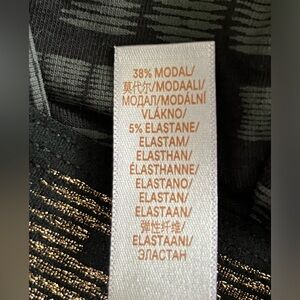 38% MODAL/
莫代尔/MODAALI/
МОДАЛ/MODÁLNÍ
VLÁKNO/
5% ELASTANE/
ELASTAM/
ELASTHAN/
ÉLASTHANNE/
ELASTANO/
ELASTAN/
ELASTAAN/
弹性纤维/
ELASTAANI/
ЭЛАСТАН